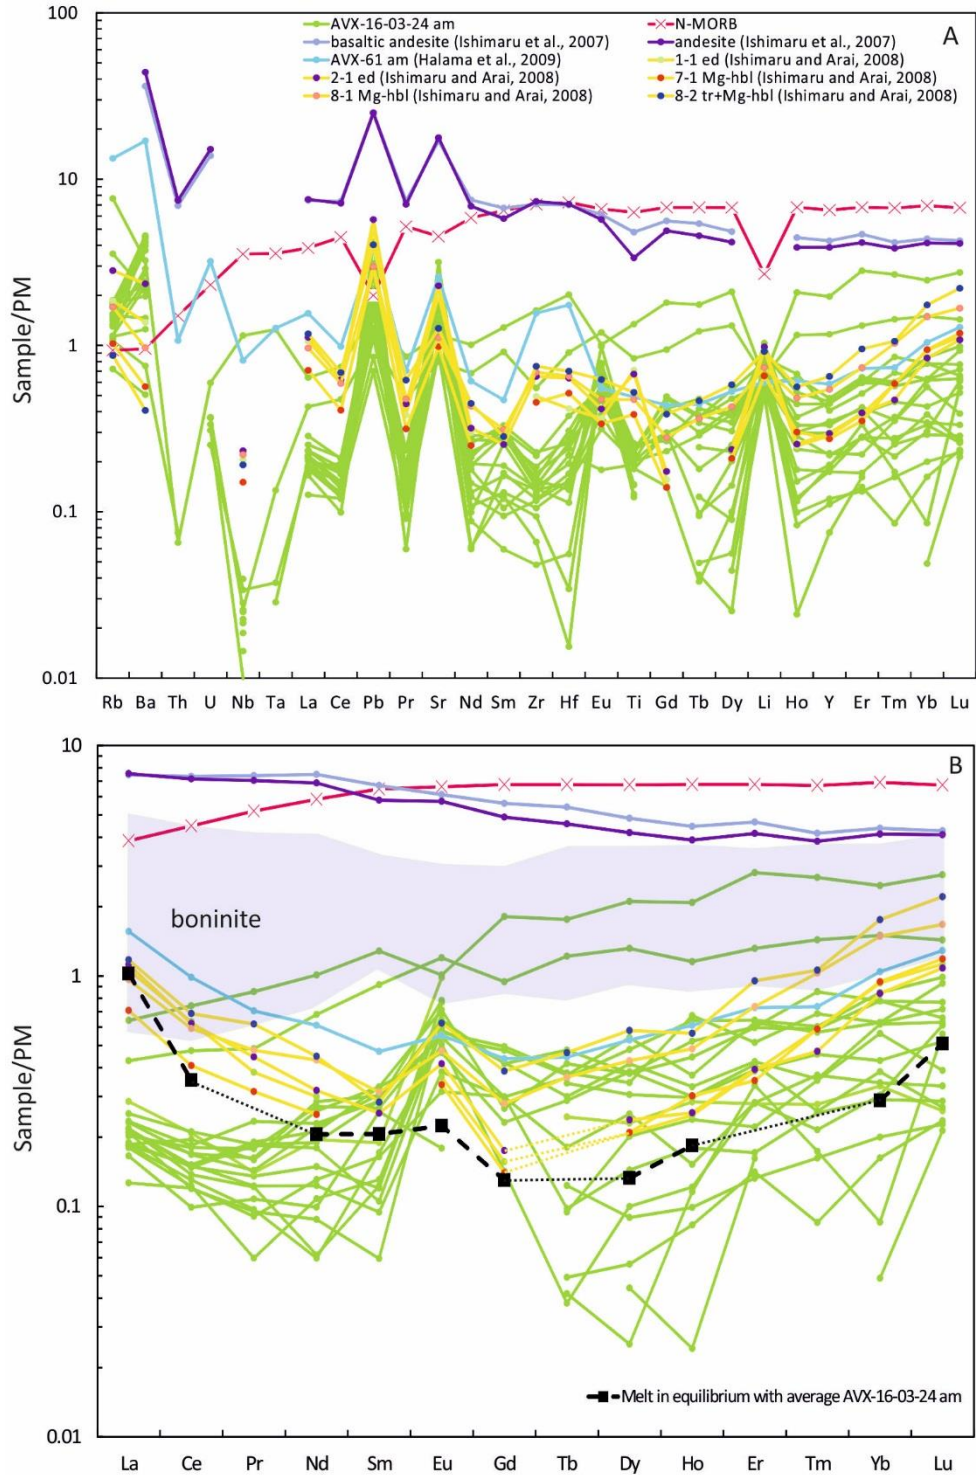 AVX-16-03-24 am N-MORB A
basaltic andesite (Ishimaru et al., 2007) andesite (Ishimaru et al., 2007)
AVX-61 am (Halama et al., 2009) 1-1 ed (Ishimaru and Arai, 2008)
2-1 ed (Ishimaru and Arai, 2008) 7-1 Mg-hbl (Ishimaru and Arai, 2008)
8-1 Mg-hbl (Ishimaru and Arai, 2008) 8-2 tr+Mg-hbl (Ishimaru and Arai, 2008)
Sample/PM
100
10
1
0.1
0.01
Rb Ba Th U Nb Ta La Ce Pb Pr Sr Nd Sm Zr Hf Eu Ti Gd Tb Dy Li Ho Y Er Tm Yb Lu
B
Sample/PM
10
boninite
1
0.1
Melt in equilibrium with average AVX-16-03-24 am
0.01
La Ce Pr Nd Sm Eu Gd Tb Dy Ho Er Tm Yb Lu